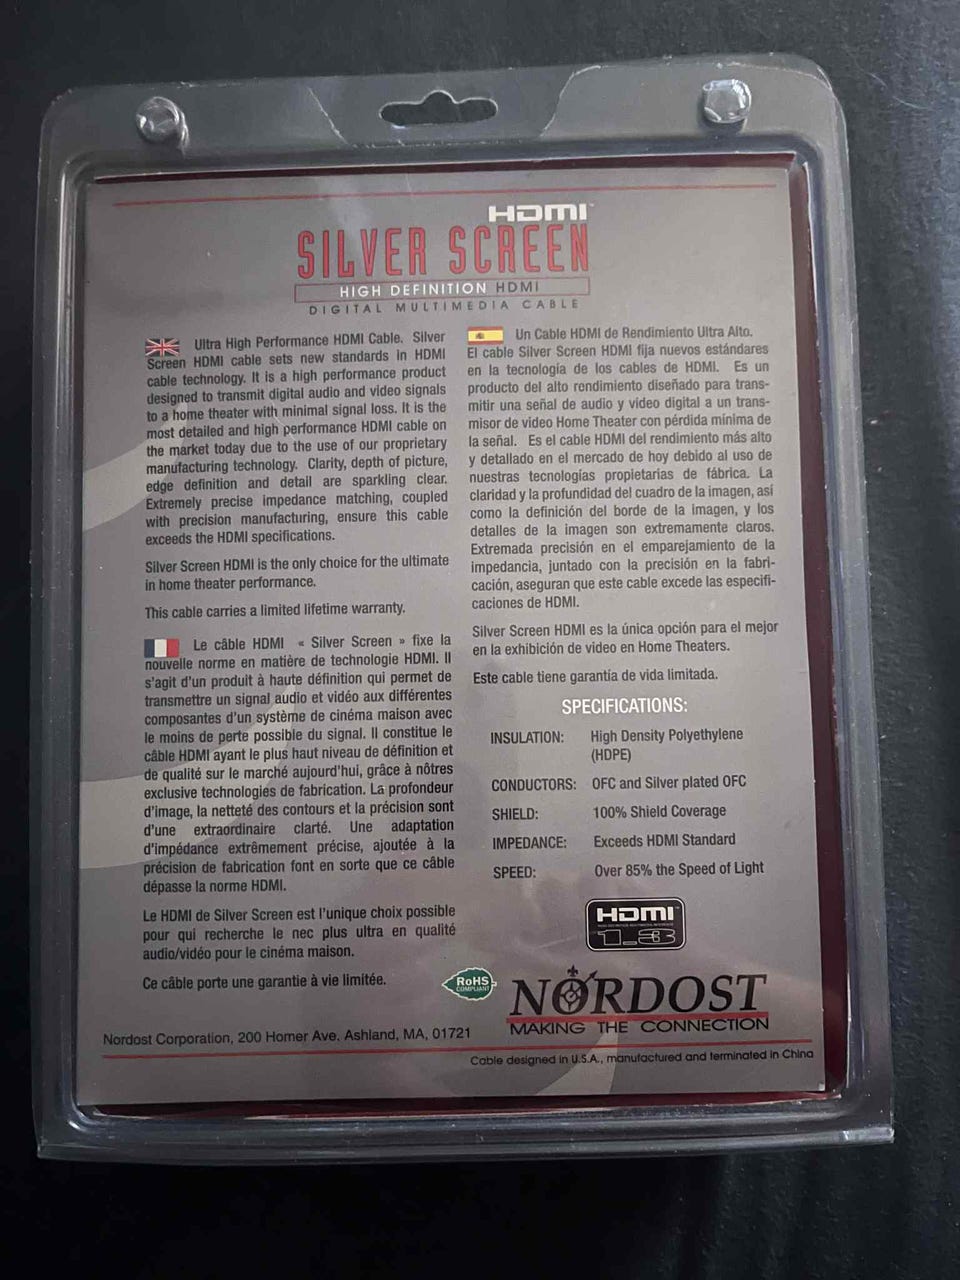 HDMI™
SILVER SCREEN
HIGH DEFINITION HDMI
DIGITAL MULTIMEDIA CABLE
Ultra High Performance HDMI Cable. Silver
Screen HDMI cable sets new standards in HDMI
cable technology. It is a high performance product
designed to transmit digital audio and video signals
to a home theater with minimal signal loss. It is the
most detailed and high performance HDMI cable on
the market today due to the use of our proprietary
manufacturing technology. Clarity, depth of picture,
edge definition and detail are sparkling clear.
Extremely precise impedance matching, coupled
with precision manufacturing, ensure this cable
exceeds the HDMI specifications.
Silver Screen HDMI is the only choice for the ultimate
in home theater performance.
This cable carries a limited lifetime warranty.
Le câble HDMI « Silver Screen » fixe la
nouvelle norme en matière de technologie HDMI. Il
s'agit d'un produit à haute définition qui permet de
transmettre un signal audio et vidéo aux différentes
composantes d'un système de cinéma maison avec
le moins de perte possible du signal. Il constitue le
câble HDMI ayant le plus haut niveau de définition et
de qualité sur le marché aujourd'hui, grâce à nôtres
exclusive technologies de fabrication. La profondeur
d'image, la netteté des contours et la précision sont
d'une extraordinaire clarté. Une adaptation
d'impédance extrêmement précise, ajoutée à la
précision de fabrication font en sorte que ce câble
dépasse la norme HDMI.
Le HDMI de Silver Screen est l'unique choix possible
pour qui recherche le nec plus ultra en qualité
audio/vidéo pour le cinéma maison.
Ce câble porte une garantie à vie limitée.
Un Cable HDMI de Rendimiento Ultra Alto.
El cable Silver Screen HDMI fija nuevos estándares
en la tecnología de los cables de HDMI. Es un
producto del alto rendimiento diseñado para trans-
mitir una señal de audio y video digital a un trans-
misor de video Home Theater con pérdida mínima de
la señal. Es el cable HDMI del rendimiento más alto
y detallado en el mercado de hoy debido al uso de
nuestras tecnologías propietarias de fábrica. La
claridad y la profundidad del cuadro de la imagen, así
como la definición del borde de la imagen, y los
detalles de la imagen son extremamente claros.
Extremada precisión en el emparejamiento de la
impedancia, juntado con la precisión en la fabri-
cación, aseguran que este cable excede las especifi-
caciones de HDMI.
Silver Screen HDMI es la única opción para el mejor
en la exhibición de video en Home Theaters.
Este cable tiene garantía de vida limitada.
SPECIFICATIONS:
INSULATION: High Density Polyethylene
(HDPE)
CONDUCTORS: OFC and Silver plated OFC
SHIELD: 100% Shield Coverage
IMPEDANCE: Exceeds HDMI Standard
SPEED: Over 85% the Speed of Light
HDMI™
1.3
RoHS
COMPLIANT
NORDOST
MAKING THE CONNECTION
Nordost Corporation, 200 Homer Ave. Ashland, MA, 01721
Cable designed in U.S.A., manufactured and terminated in China